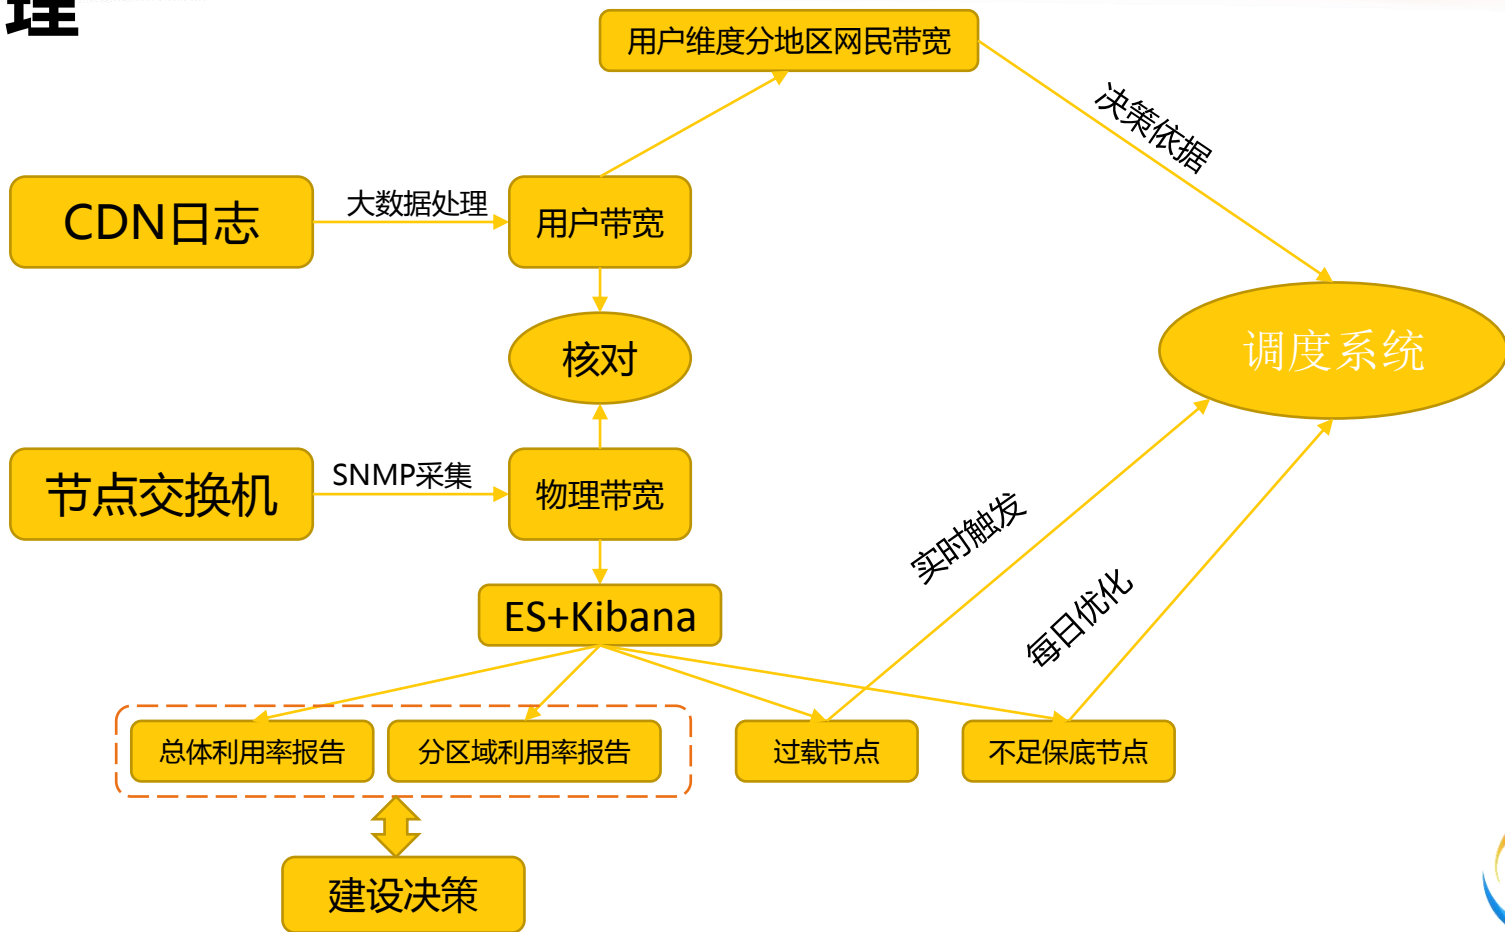 理
用户维度分地区网民带宽
决策依据
CDN日志
大数据处理
用户带宽
核对
调度系统
节点交换机
SNMP采集
物理带宽
实时触发
ES+Kibana
每日优化
总体利用率报告
分区域利用率报告
过载节点
不足保底节点
建设决策